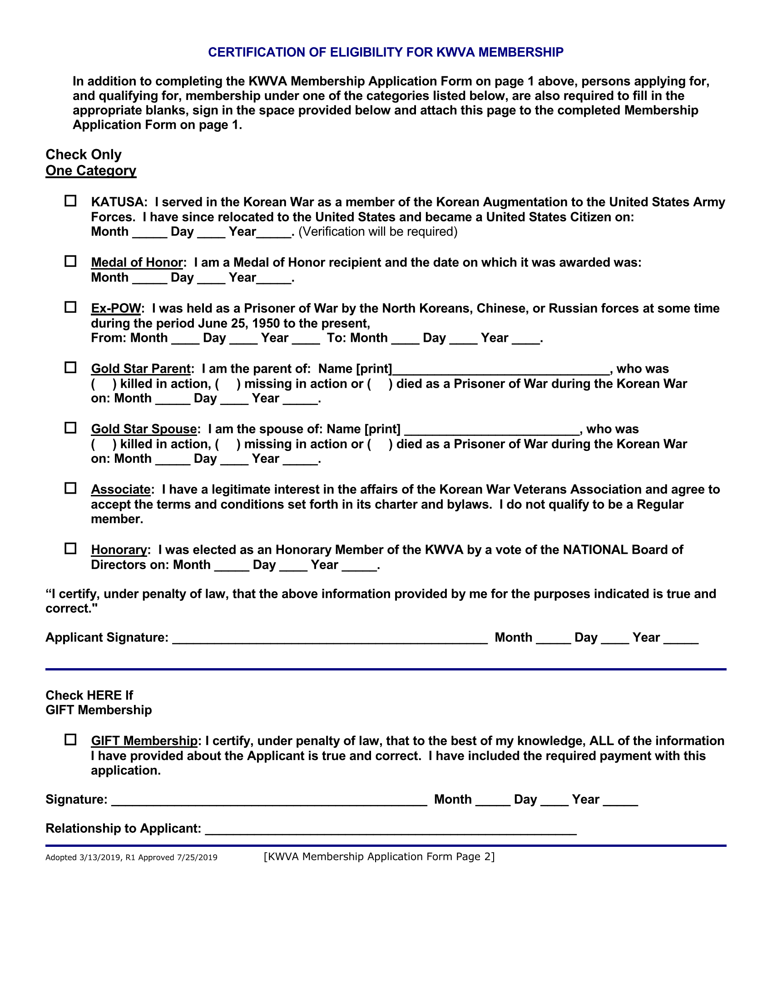 CERTIFICATION OF ELIGIBILITY FOR KWVA MEMBERSHIP
In addition to completing the KWVA Membership Application Form on page 1 above, persons applying for,
and qualifying for, membership under one of the categories listed below, are also required to fill in the
appropriate blanks, sign in the space provided below and attach this page to the completed Membership
Application Form on page 1.
Check Only
One Category
☐ KATUSA: I served in the Korean War as a member of the Korean Augmentation to the United States Army
Forces. I have since relocated to the United States and became a United States Citizen on:
Month _____ Day ____ Year_____. (Verification will be required)
☐ Medal of Honor: I am a Medal of Honor recipient and the date on which it was awarded was:
Month _____ Day ____ Year_____.
☐ Ex-POW: I was held as a Prisoner of War by the North Koreans, Chinese, or Russian forces at some time
during the period June 25, 1950 to the present,
From: Month ____ Day ____ Year ____ To: Month ____ Day ____ Year ____.
☐ Gold Star Parent: I am the parent of: Name [print]_______________________________, who was
( ) killed in action, ( ) missing in action or ( ) died as a Prisoner of War during the Korean War
on: Month _____ Day ____ Year _____.
☐ Gold Star Spouse: I am the spouse of: Name [print] _________________________, who was
( ) killed in action, ( ) missing in action or ( ) died as a Prisoner of War during the Korean War
on: Month _____ Day ____ Year _____.
☐ Associate: I have a legitimate interest in the affairs of the Korean War Veterans Association and agree to
accept the terms and conditions set forth in its charter and bylaws. I do not qualify to be a Regular
member.
☐ Honorary: I was elected as an Honorary Member of the KWVA by a vote of the NATIONAL Board of
Directors on: Month _____ Day ____ Year _____.
“I certify, under penalty of law, that the above information provided by me for the purposes indicated is true and
correct."
Applicant Signature: _____________________________________________ Month _____ Day ____ Year _____
Check HERE If
GIFT Membership
☐ GIFT Membership: I certify, under penalty of law, that to the best of my knowledge, ALL of the information
I have provided about the Applicant is true and correct. I have included the required payment with this
application.
Signature: _____________________________________________ Month _____ Day ____ Year _____
Relationship to Applicant: _____________________________________________________
Adopted 3/13/2019, R1 Approved 7/25/2019 [KWVA Membership Application Form Page 2]